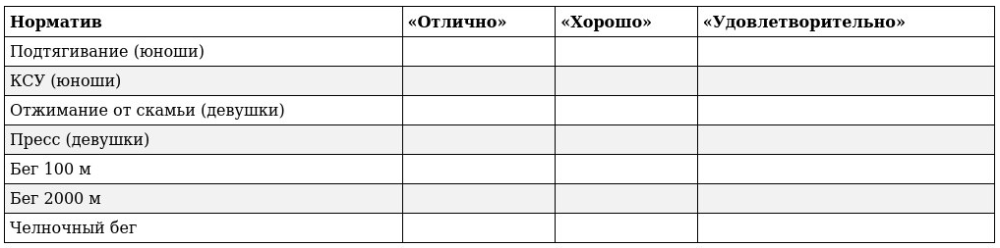 Норматив «Отлично» «Хорошо» «Удовлетворительно»
Подтягивание (юноши)
КСУ (юноши)
Отжимание от скамьи (девушки)
Пресс (девушки)
Бег 100 м
Бег 2000 м
Челночный бег